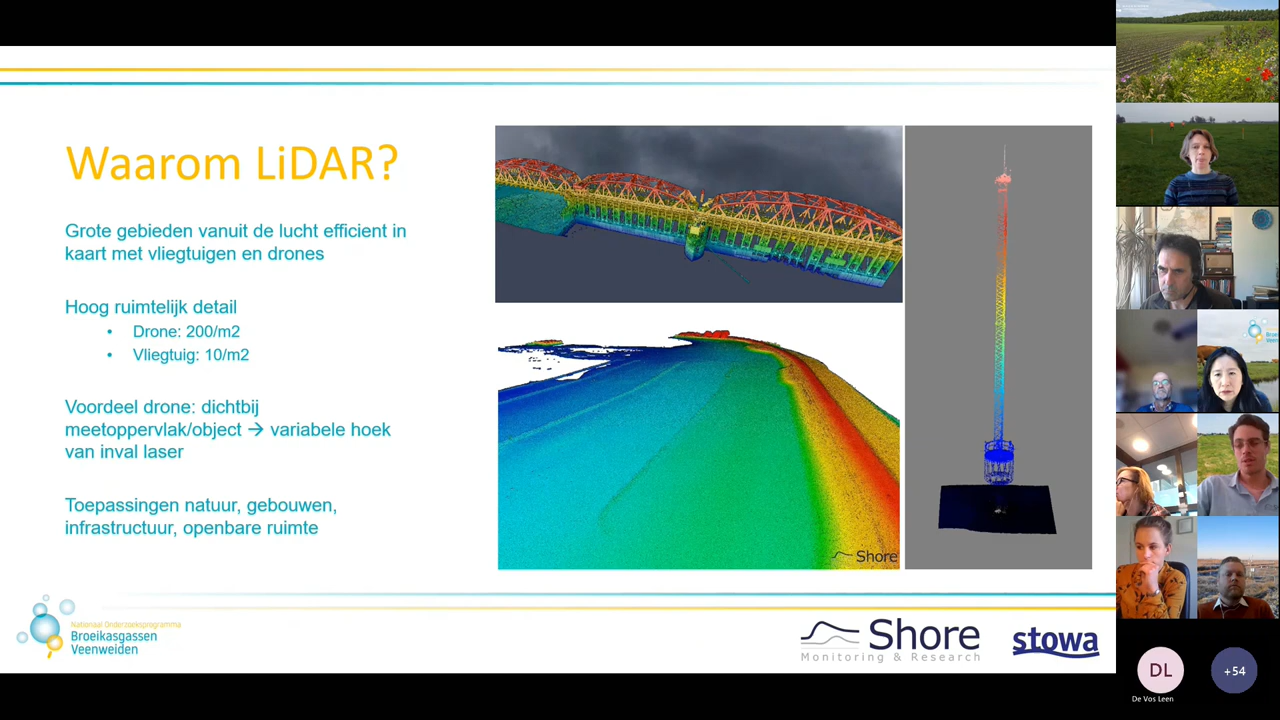 Waarom LiDAR?
Grote gebieden vanuit de lucht efficient in
kaart met vliegtuigen en drones
Hoog ruimtelijk detail
• Drone: 200/m2
• Vliegtuig: 10/m2
Voordeel drone: dichtbij
meetoppervlak/object → variabele hoek
van inval laser
Toepassingen natuur, gebouwen,
infrastructuur, openbare ruimte
Shore
Nationaal Onderzoeksprogramma
Broeikasgassen
Veenweiden
Shore
Monitoring & Research
stowa
DL
+54
De Vos Leen